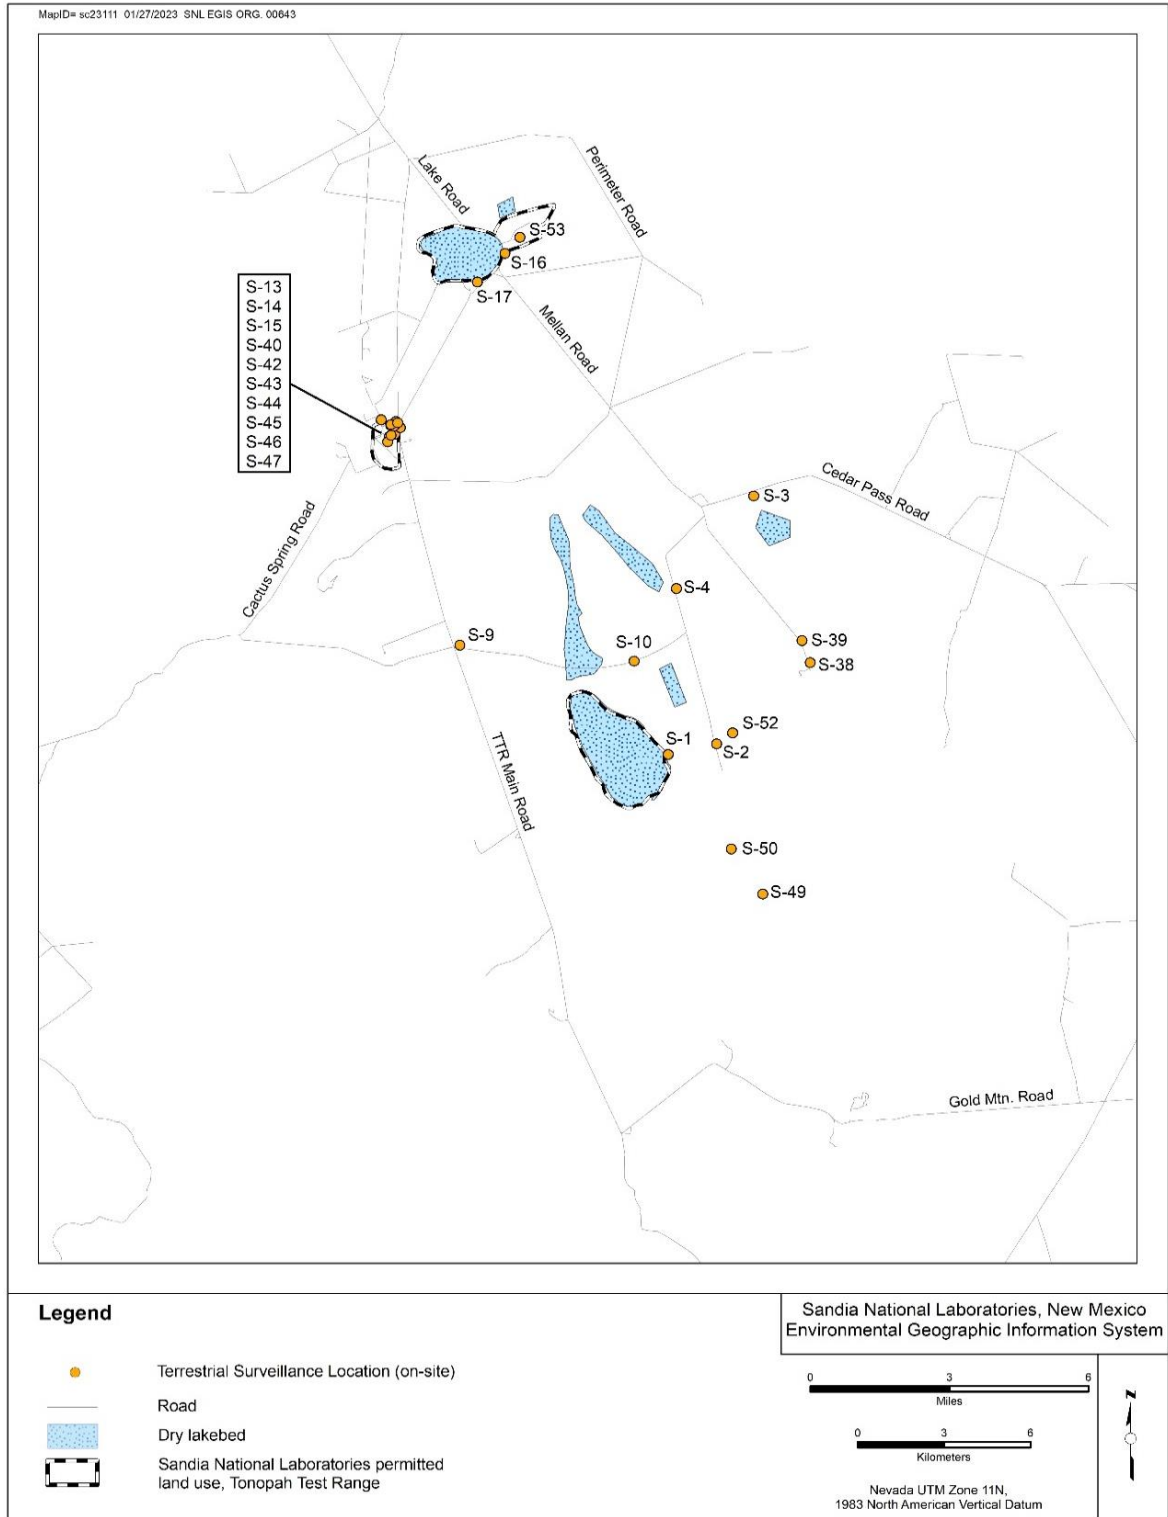 MapID= sc23111 01/27/2023 SNL EGIS ORG. 00643
Lake Road
Perimeter Road
S-53
S-16
S-17
S-13
S-14
S-15
S-40
S-42
S-43
S-44
S-45
S-46
S-47
Mellan Road
Cedar Pass Road
S-3
Cactus Spring Road
S-4
S-9
S-10
S-39
S-38
S-52
S-2
S-1
TTR Main Road
S-50
S-49
Gold Mtn. Road
Legend
Terrestrial Surveillance Location (on-site)
Road
Dry lakebed
Sandia National Laboratories permitted
land use, Tonopah Test Range
Sandia National Laboratories, New Mexico
Environmental Geographic Information System
0 3 6
Miles
0 3 6
Kilometers
Nevada UTM Zone 11N,
1983 North American Vertical Datum
N